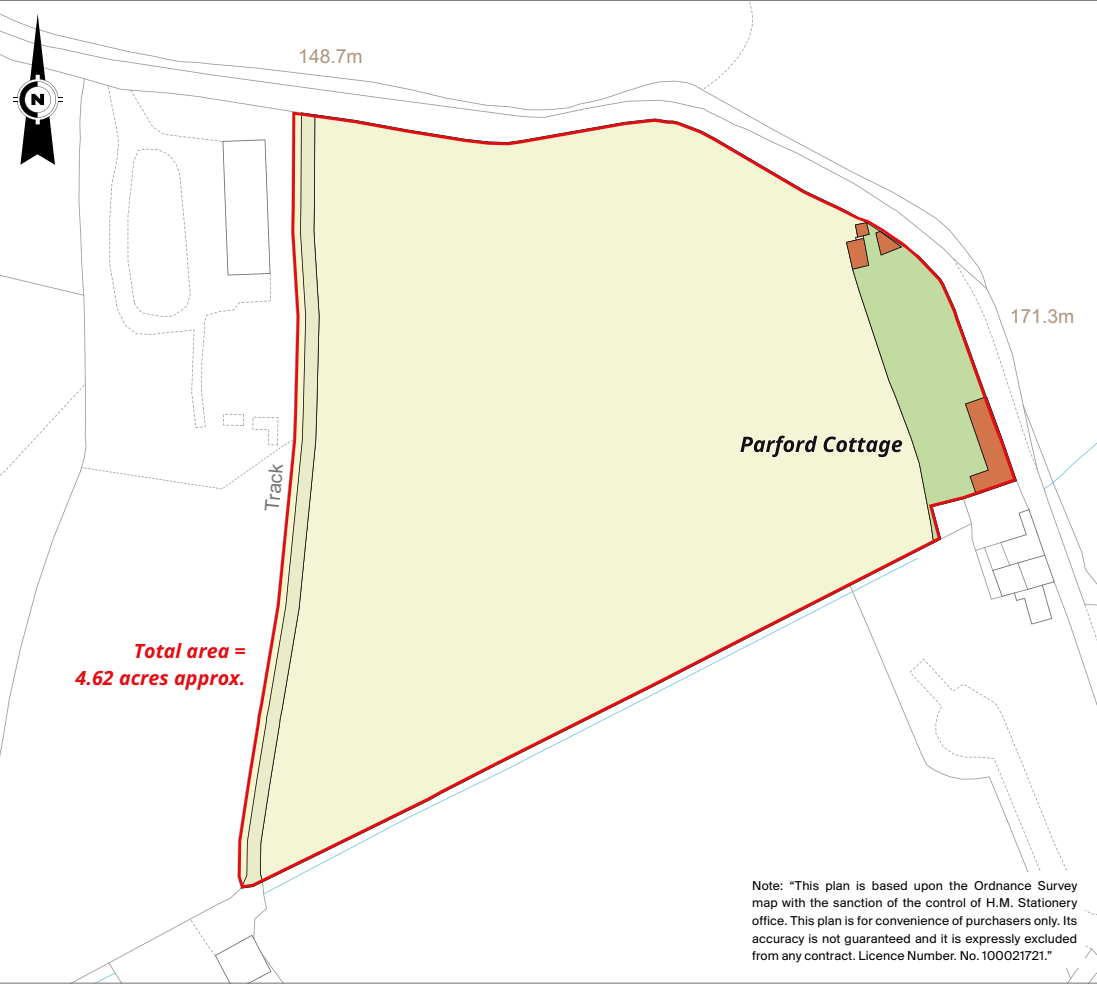 148.7m
N
171.3m
Parford Cottage
Track
Total area =
4.62 acres approx.
Note: “This plan is based upon the Ordnance Survey
map with the sanction of the control of H.M. Stationery
office. This plan is for convenience of purchasers only. Its
accuracy is not guaranteed and it is expressly excluded
from any contract. Licence Number. No. 100021721.”